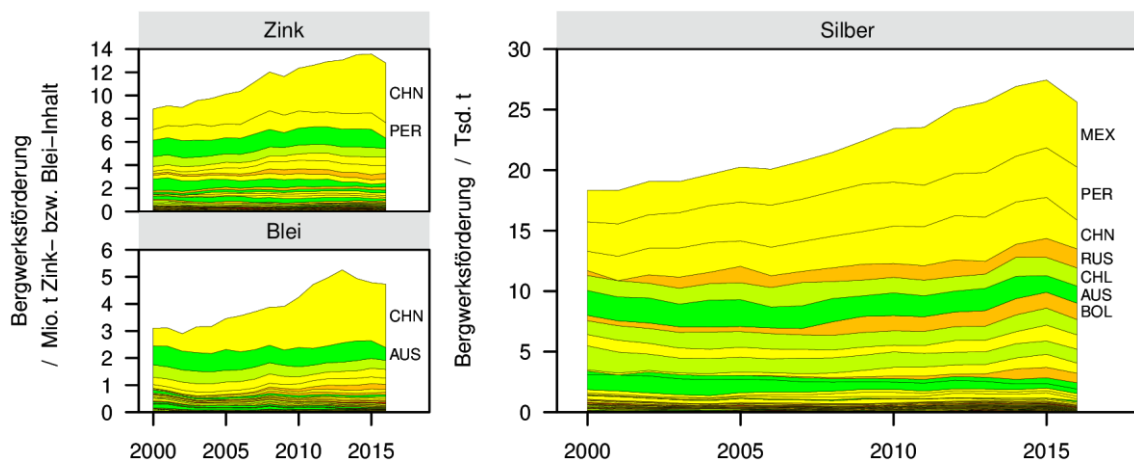 Zink
Bergwerksförderung
/ Mio. t Zink− bzw. Blei−Inhalt
14
12
10
8
6
4
2
0
CHN
PER
Blei
6
5
4
3
2
1
0
CHN
AUS
2000 2005 2010 2015
Silber
Bergwerksförderung / Tsd. t
30
25
20
15
10
5
0
MEX
PER
CHN
RUS
CHL
AUS
BOL
2000 2005 2010 2015